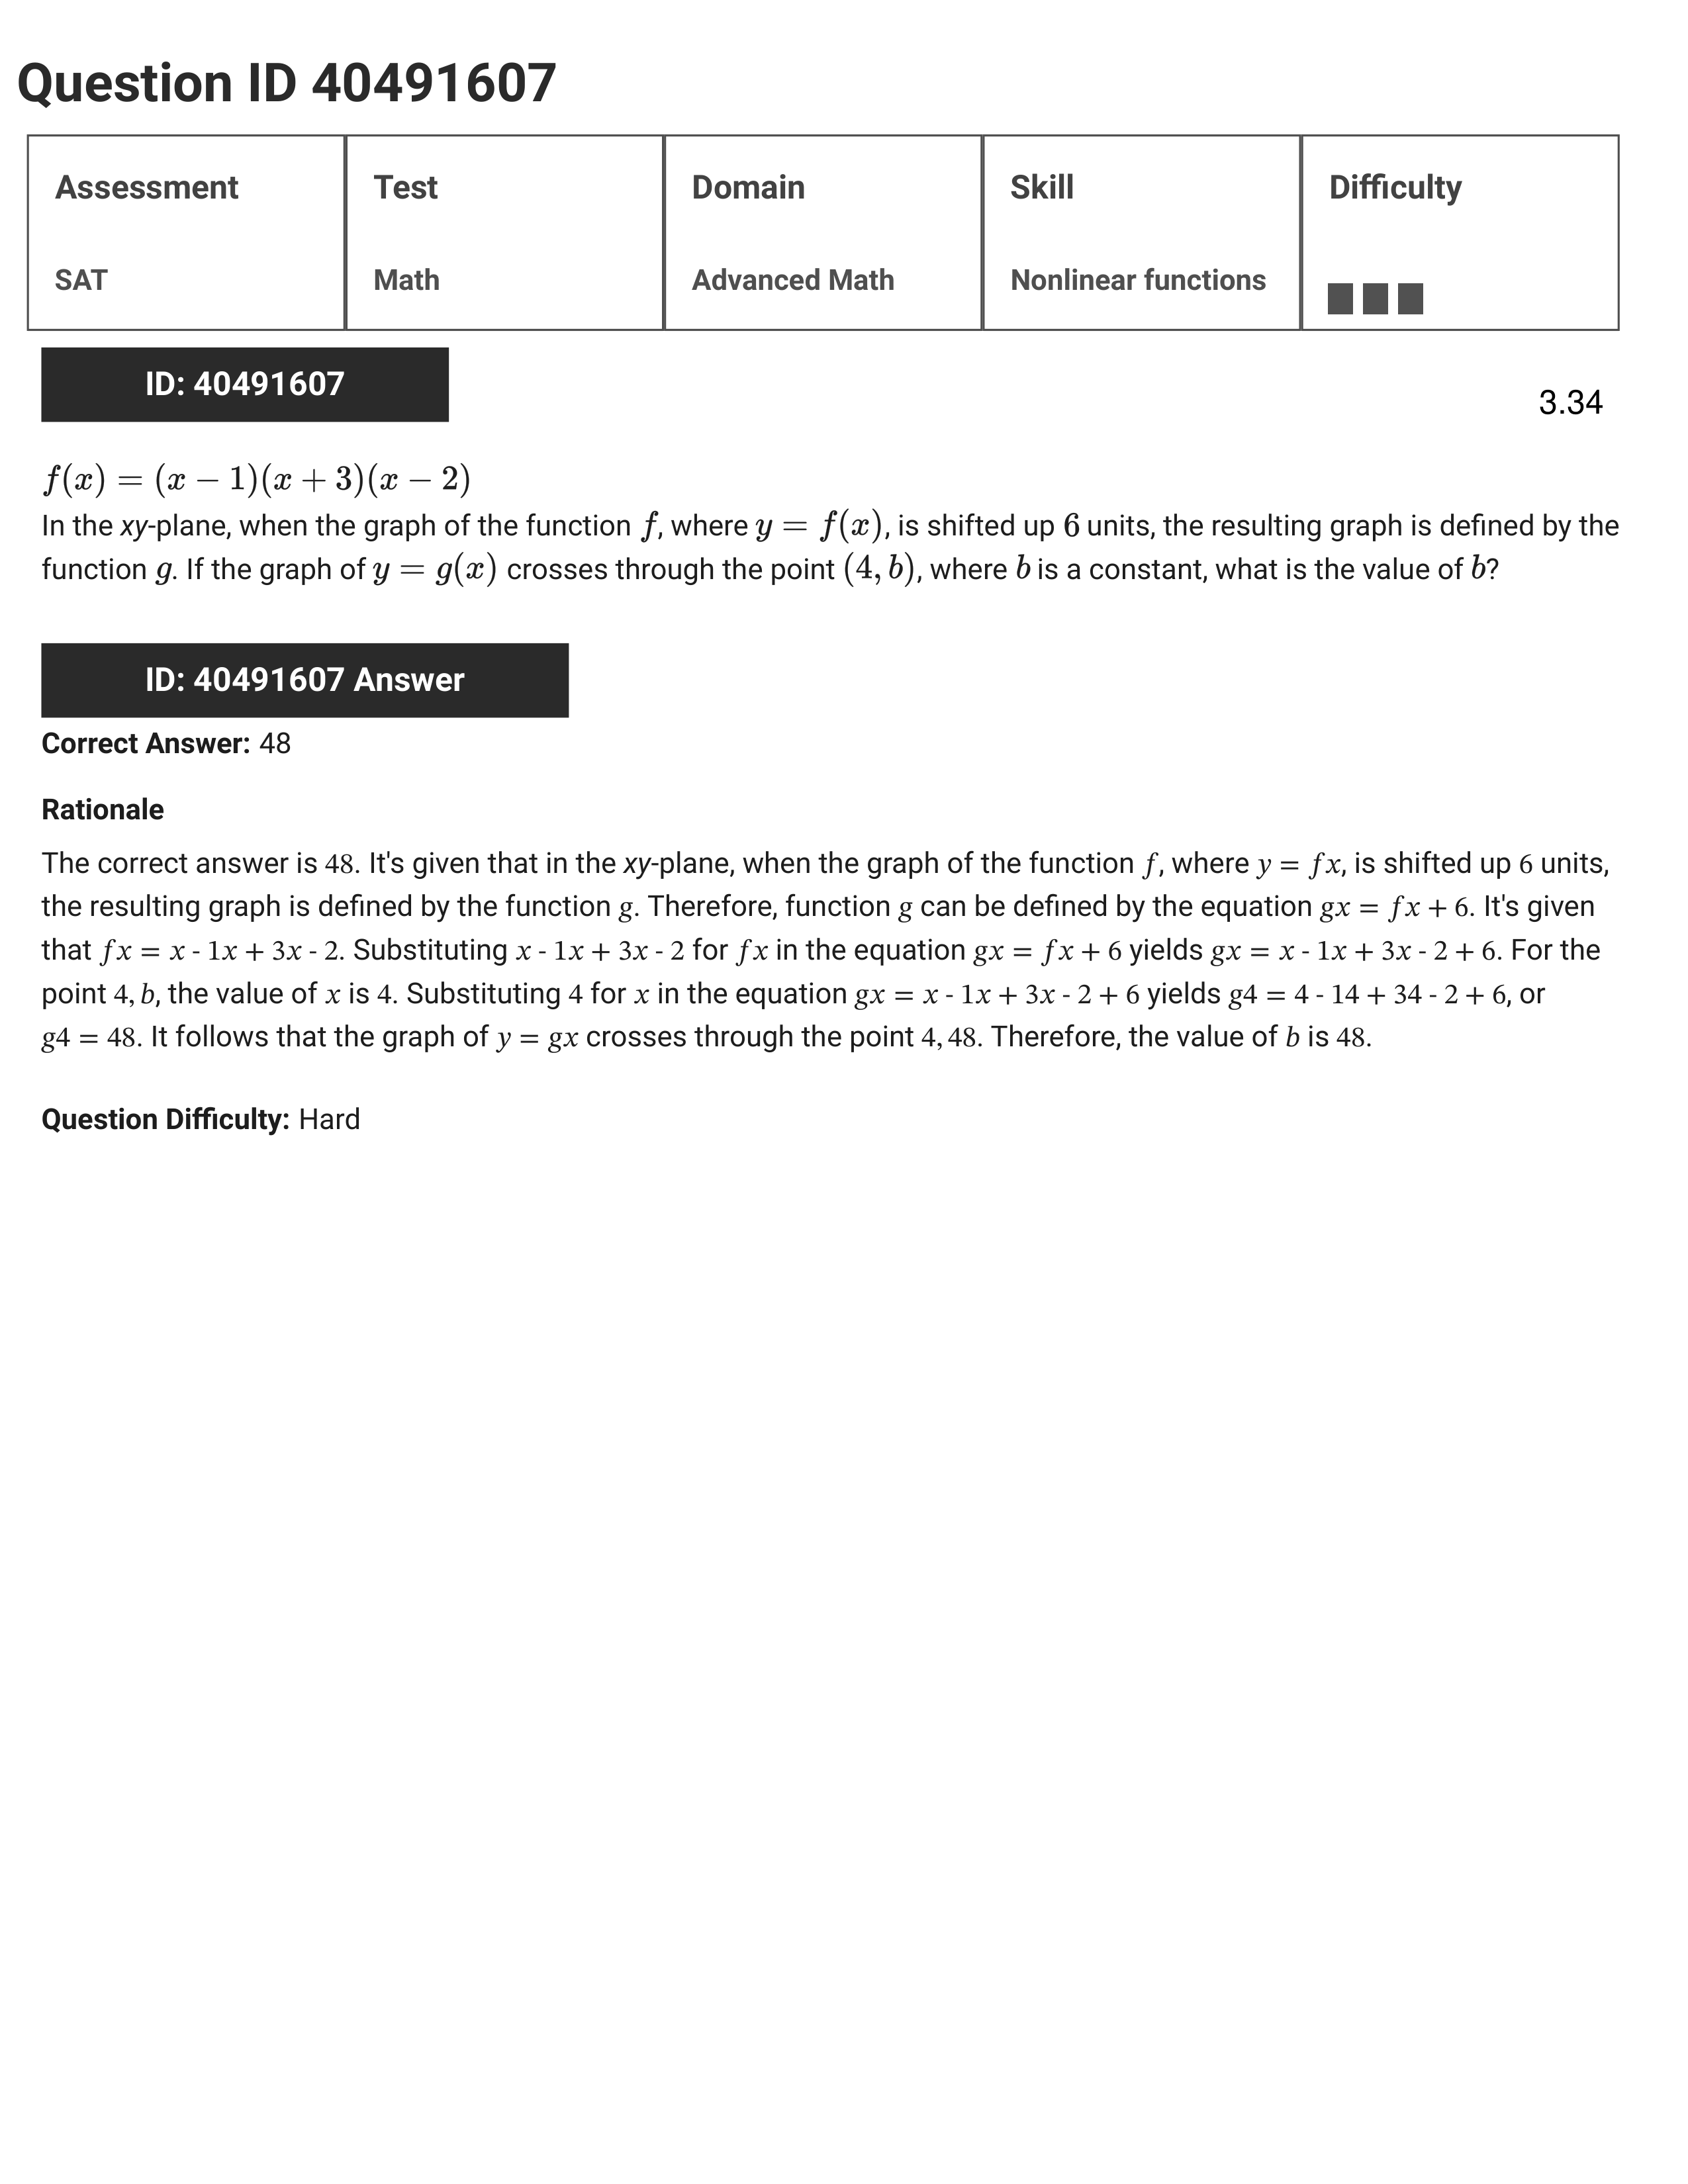 Question ID 40491607
Assessment Test Domain Skill Difficulty
SAT Math Advanced Math Nonlinear functions
ID: 40491607
3.34
f(x) = (x − 1)(x + 3)(x − 2)
In the xy-plane, when the graph of the function f, where y = f(x), is shifted up 6 units, the resulting graph is defined by the
function g. If the graph of y = g(x) crosses through the point (4, b), where b is a constant, what is the value of b?
ID: 40491607 Answer
Correct Answer: 48
Rationale
The correct answer is 48. It's given that in the xy-plane, when the graph of the function f, where y = fx, is shifted up 6 units,
the resulting graph is defined by the function g. Therefore, function g can be defined by the equation gx = fx + 6. It's given
that fx = x - 1x + 3x - 2. Substituting x - 1x + 3x - 2 for fx in the equation gx = fx + 6 yields gx = x - 1x + 3x - 2 + 6. For the
point 4, b, the value of x is 4. Substituting 4 for x in the equation gx = x - 1x + 3x - 2 + 6 yields g4 = 4 - 14 + 34 - 2 + 6, or
g4 = 48. It follows that the graph of y = gx crosses through the point 4, 48. Therefore, the value of b is 48.
Question Difficulty: Hard